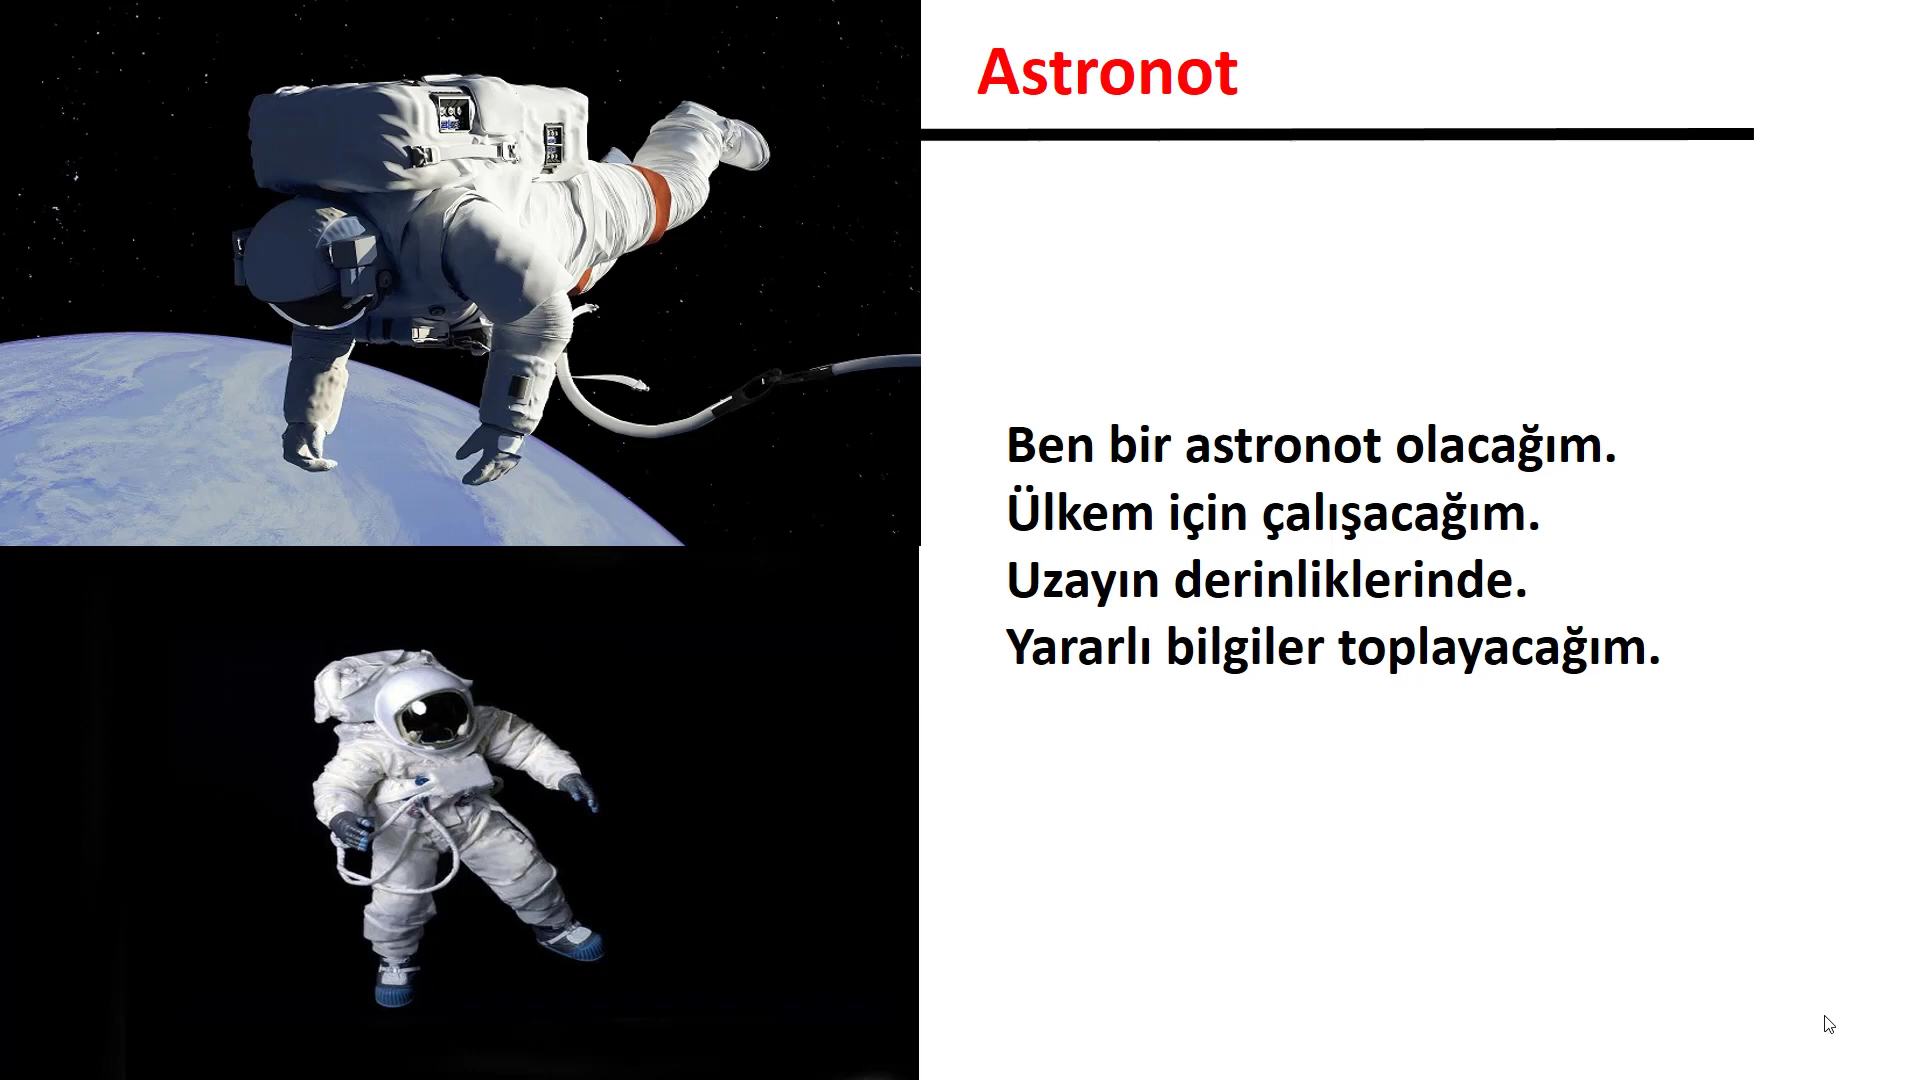 Astronot
Ben bir astronot olacağım.
Ülkem için çalışacağım.
Uzayın derinliklerinde.
Yararlı bilgiler toplayacağım.